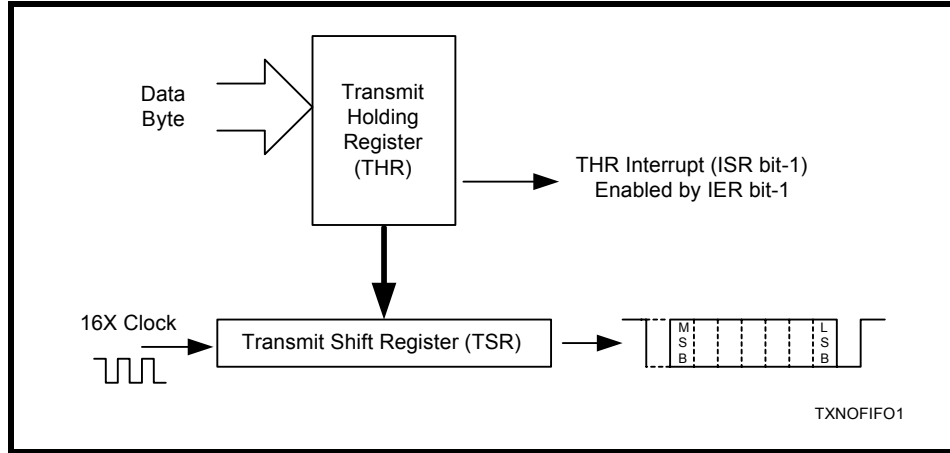 Data
Byte
Transmit
Holding
Register
(THR)
THR Interrupt (ISR bit-1)
Enabled by IER bit-1
16X Clock
Transmit Shift Register (TSR)
M
S
B
L
S
B
TXNOFIFO1